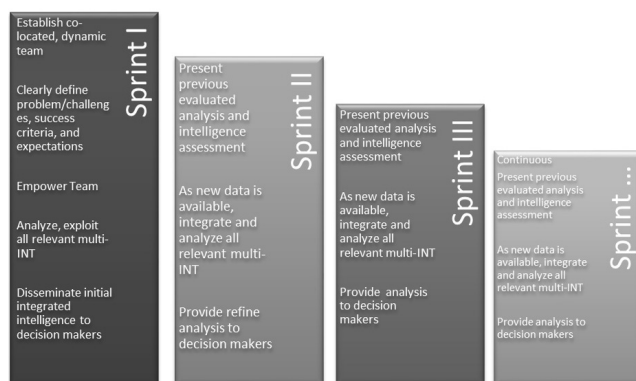 Establish co-
located, dynamic
team
Clearly define
problem/challeng
es, success
criteria, and
expectations
Empower Team
Analyze, exploit
all relevant multi-
INT
Disseminate initial
integrated
intelligence to
decision makers
Sprint I
Present
previous
evaluated
analysis and
intelligence
assessment
As new data is
available,
integrate and
analyze all
relevant multi-
INT
Provide refine
analysis to
decision makers
Sprint II
Present previous
evaluated analysis
and intelligence
assessment
As new data is
available,
integrate and
analyze all
relevant multi-INT
Provide  analysis
to decision
makers
Sprint III
Continuous
Present previous
evaluated analysis
and intelligence
assessment
As new data is
available, integrate
and analyze all
relevant multi-INT
Provide analysis to
decision makers
Sprint ...